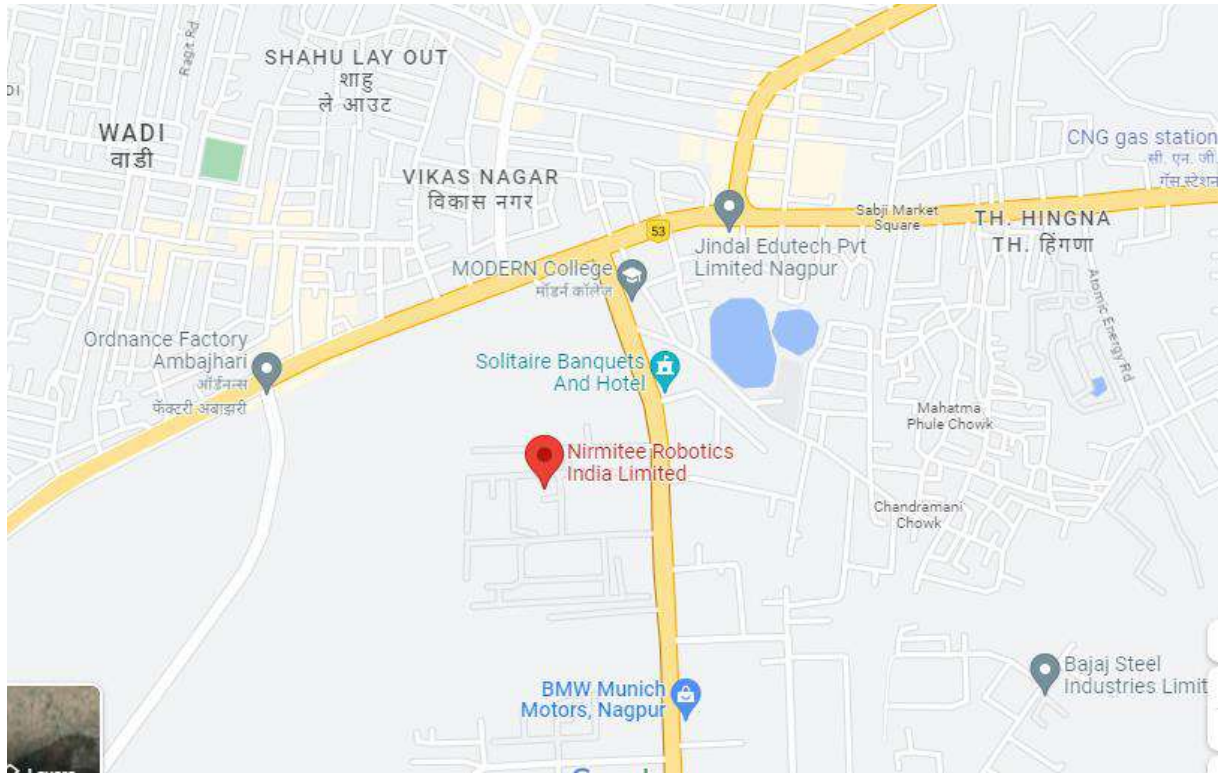 Ragit Rd
SHAHU LAY OUT
शाहु
ले आउट
WADI
वाडी
CNG gas station
सी. एन. जी.
गॅस स्टेशन
VIKAS NAGAR
विकास नगर
53
Sabji Market
Square
TH. HINGNA
TH. हिंगणा
Jindal Edutech Pvt
Limited Nagpur
MODERN College
मॉडर्न कॉलेज
Atomic Energy Rd
Ordnance Factory
Ambajhari
ऑर्डनन्स
फॅक्टरी अंबाझरी
Solitaire Banquets
And Hotel
Mahatma
Phule Chowk
Nirmitee Robotics
India Limited
Chandramani
Chowk
Bajaj Steel
Industries Limit
BMW Munich
Motors, Nagpur